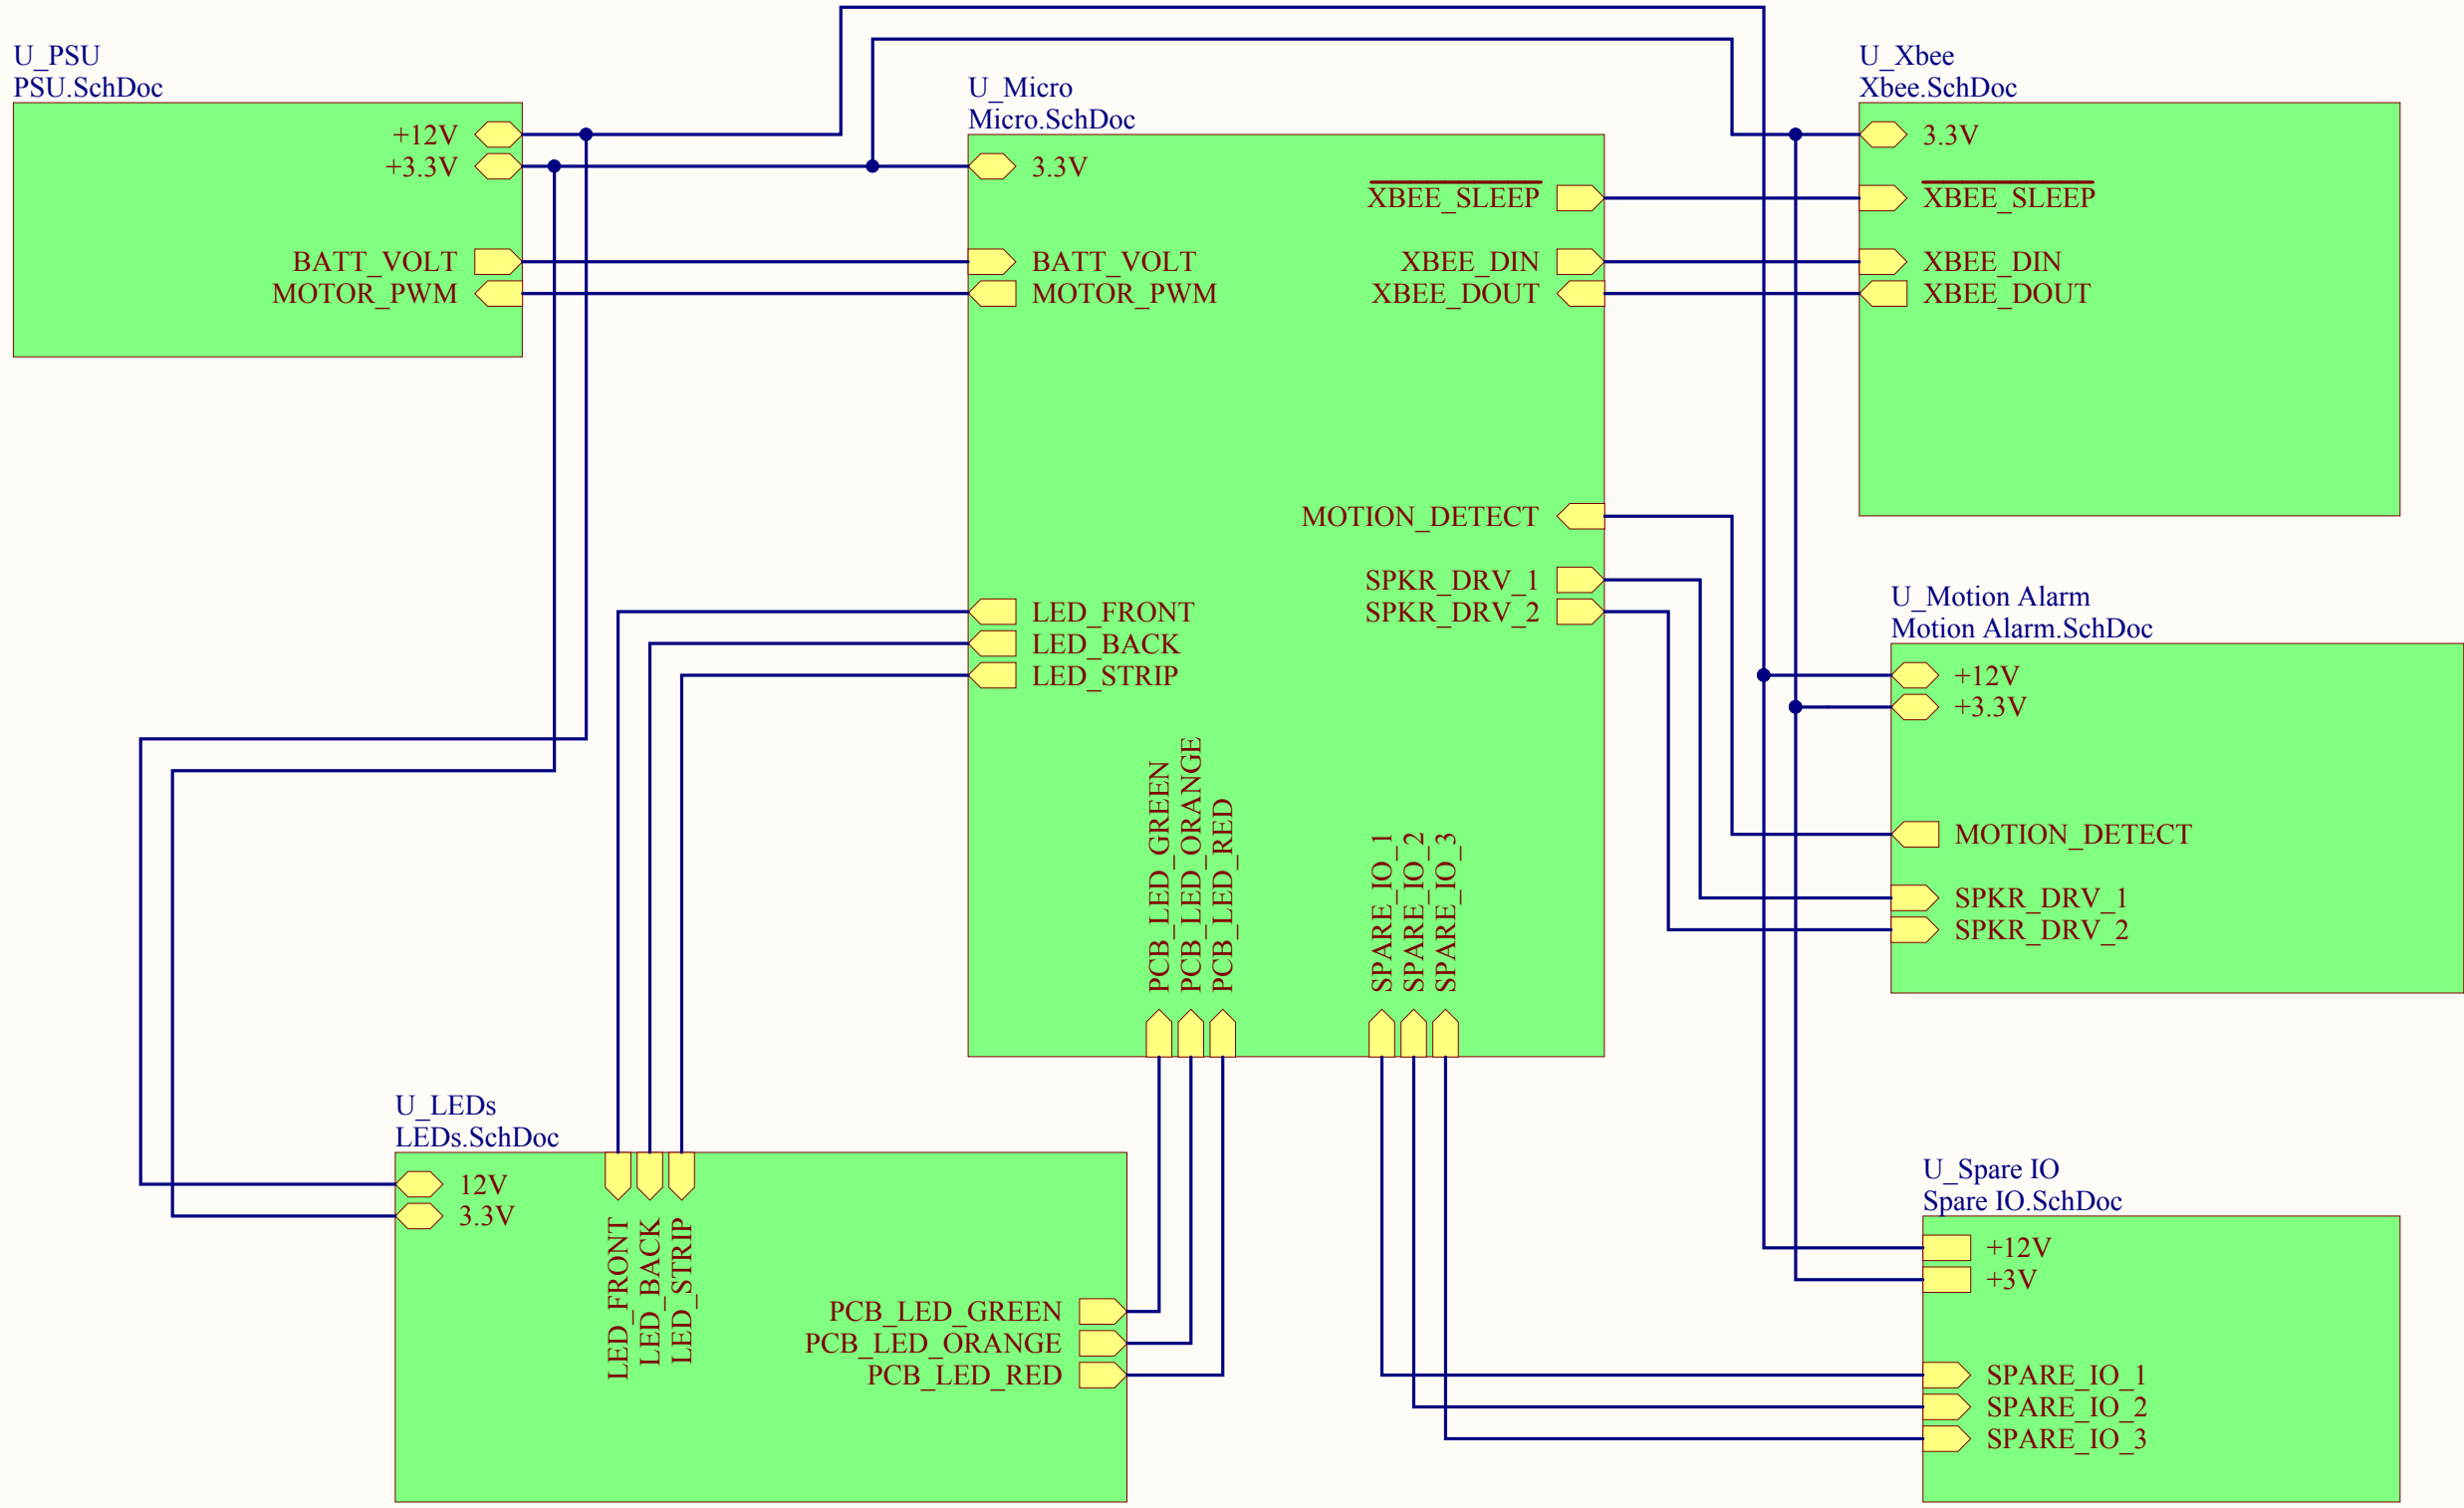 U_PSU
PSU.SchDoc
+12V
+3.3V
BATT_VOLT
MOTOR_PWM
U_Micro
Micro.SchDoc
3.3V
BATT_VOLT
MOTOR_PWM
XBEE_SLEEP
XBEE_DIN
XBEE_DOUT
MOTION_DETECT
SPKR_DRV_1
SPKR_DRV_2
LED_FRONT
LED_BACK
LED_STRIP
PCB_LED_GREEN
PCB_LED_ORANGE
PCB_LED_RED
SPARE_IO_1
SPARE_IO_2
SPARE_IO_3
U_Xbee
Xbee.SchDoc
3.3V
XBEE_SLEEP
XBEE_DIN
XBEE_DOUT
U_Motion Alarm
Motion Alarm.SchDoc
+12V
+3.3V
MOTION_DETECT
SPKR_DRV_1
SPKR_DRV_2
U_LEDs
LEDs.SchDoc
12V
3.3V
LED_FRONT
LED_BACK
LED_STRIP
PCB_LED_GREEN
PCB_LED_ORANGE
PCB_LED_RED
U_Spare IO
Spare IO.SchDoc
+12V
+3V
SPARE_IO_1
SPARE_IO_2
SPARE_IO_3